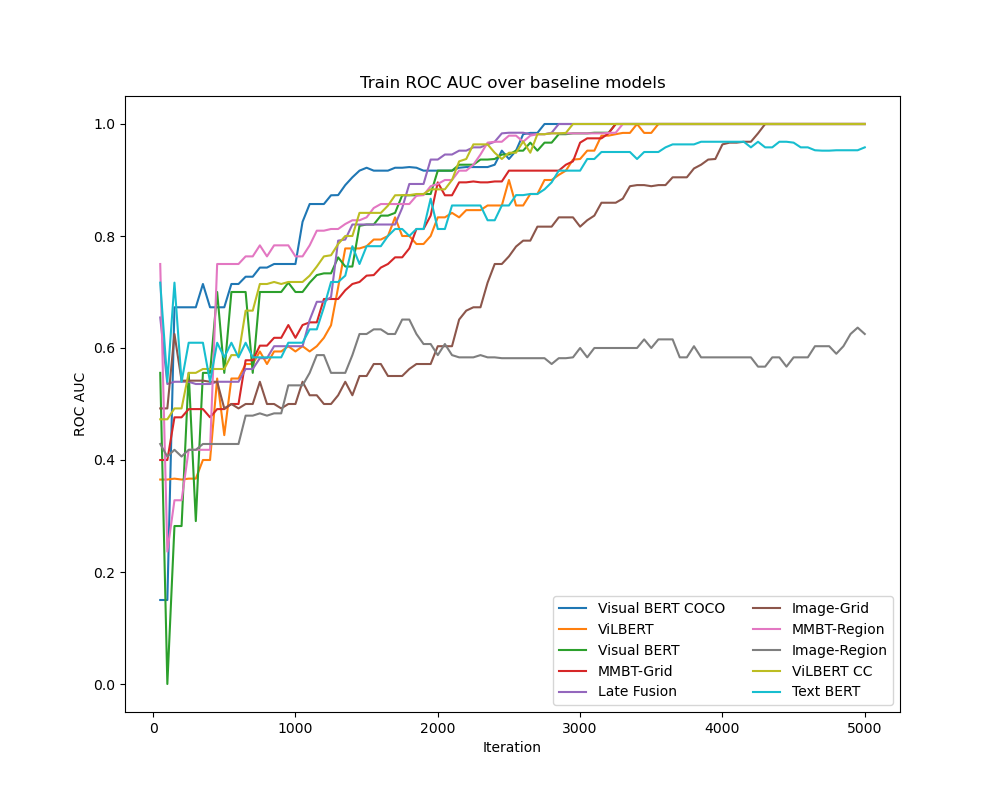 Train ROC AUC over baseline models
1.0
0.8
0.6
0.4
0.2
0.0
ROC AUC
0 1000 2000 3000 4000 5000
Iteration
Visual BERT COCO
ViLBERT
Visual BERT
MMBT-Grid
Late Fusion
Image-Grid
MMBT-Region
Image-Region
ViLBERT CC
Text BERT